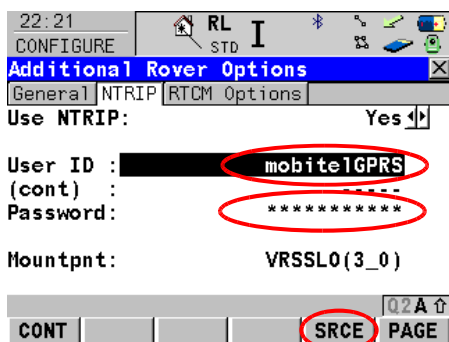 22:21
CONFIGURE
RL
STD
I
Additional Rover Options
General NTRIP RTCM Options
Use NTRIP: Yes
User ID : mobitelGPRS
(cont) : -----
Password: ***********
Mountpnt: VRSSLO(3_0)
Q2A⇧
CONT SRCE PAGE